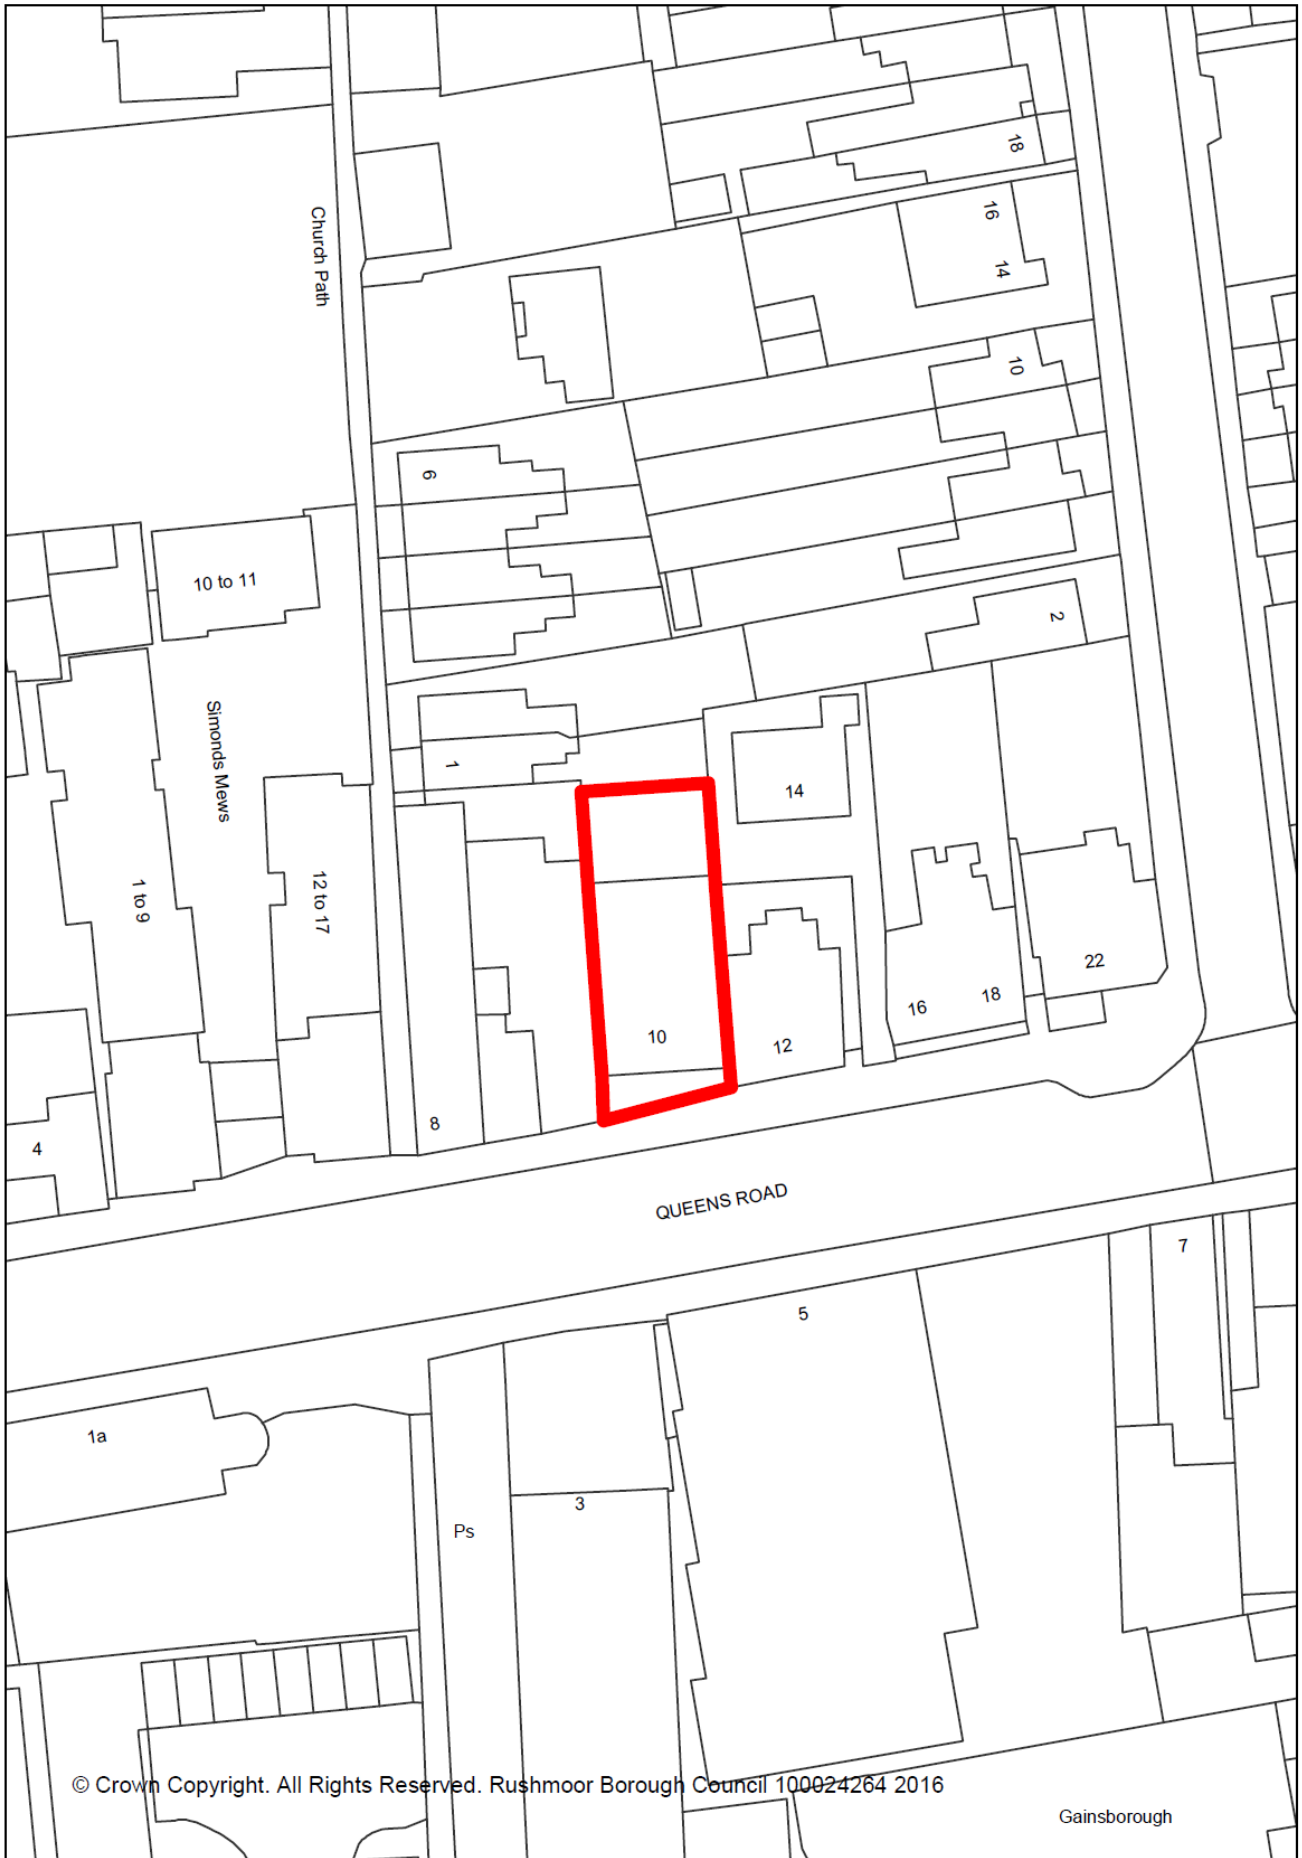 18
16
Church Path
14
10
6
10 to 11
2
Simonds Mews
1
14
1 to 9
12 to 17
22
16
18
10
12
8
4
QUEENS ROAD
7
5
1a
3
Ps
© Crown Copyright. All Rights Reserved. Rushmoor Borough Council 100024264 2016
Gainsborough